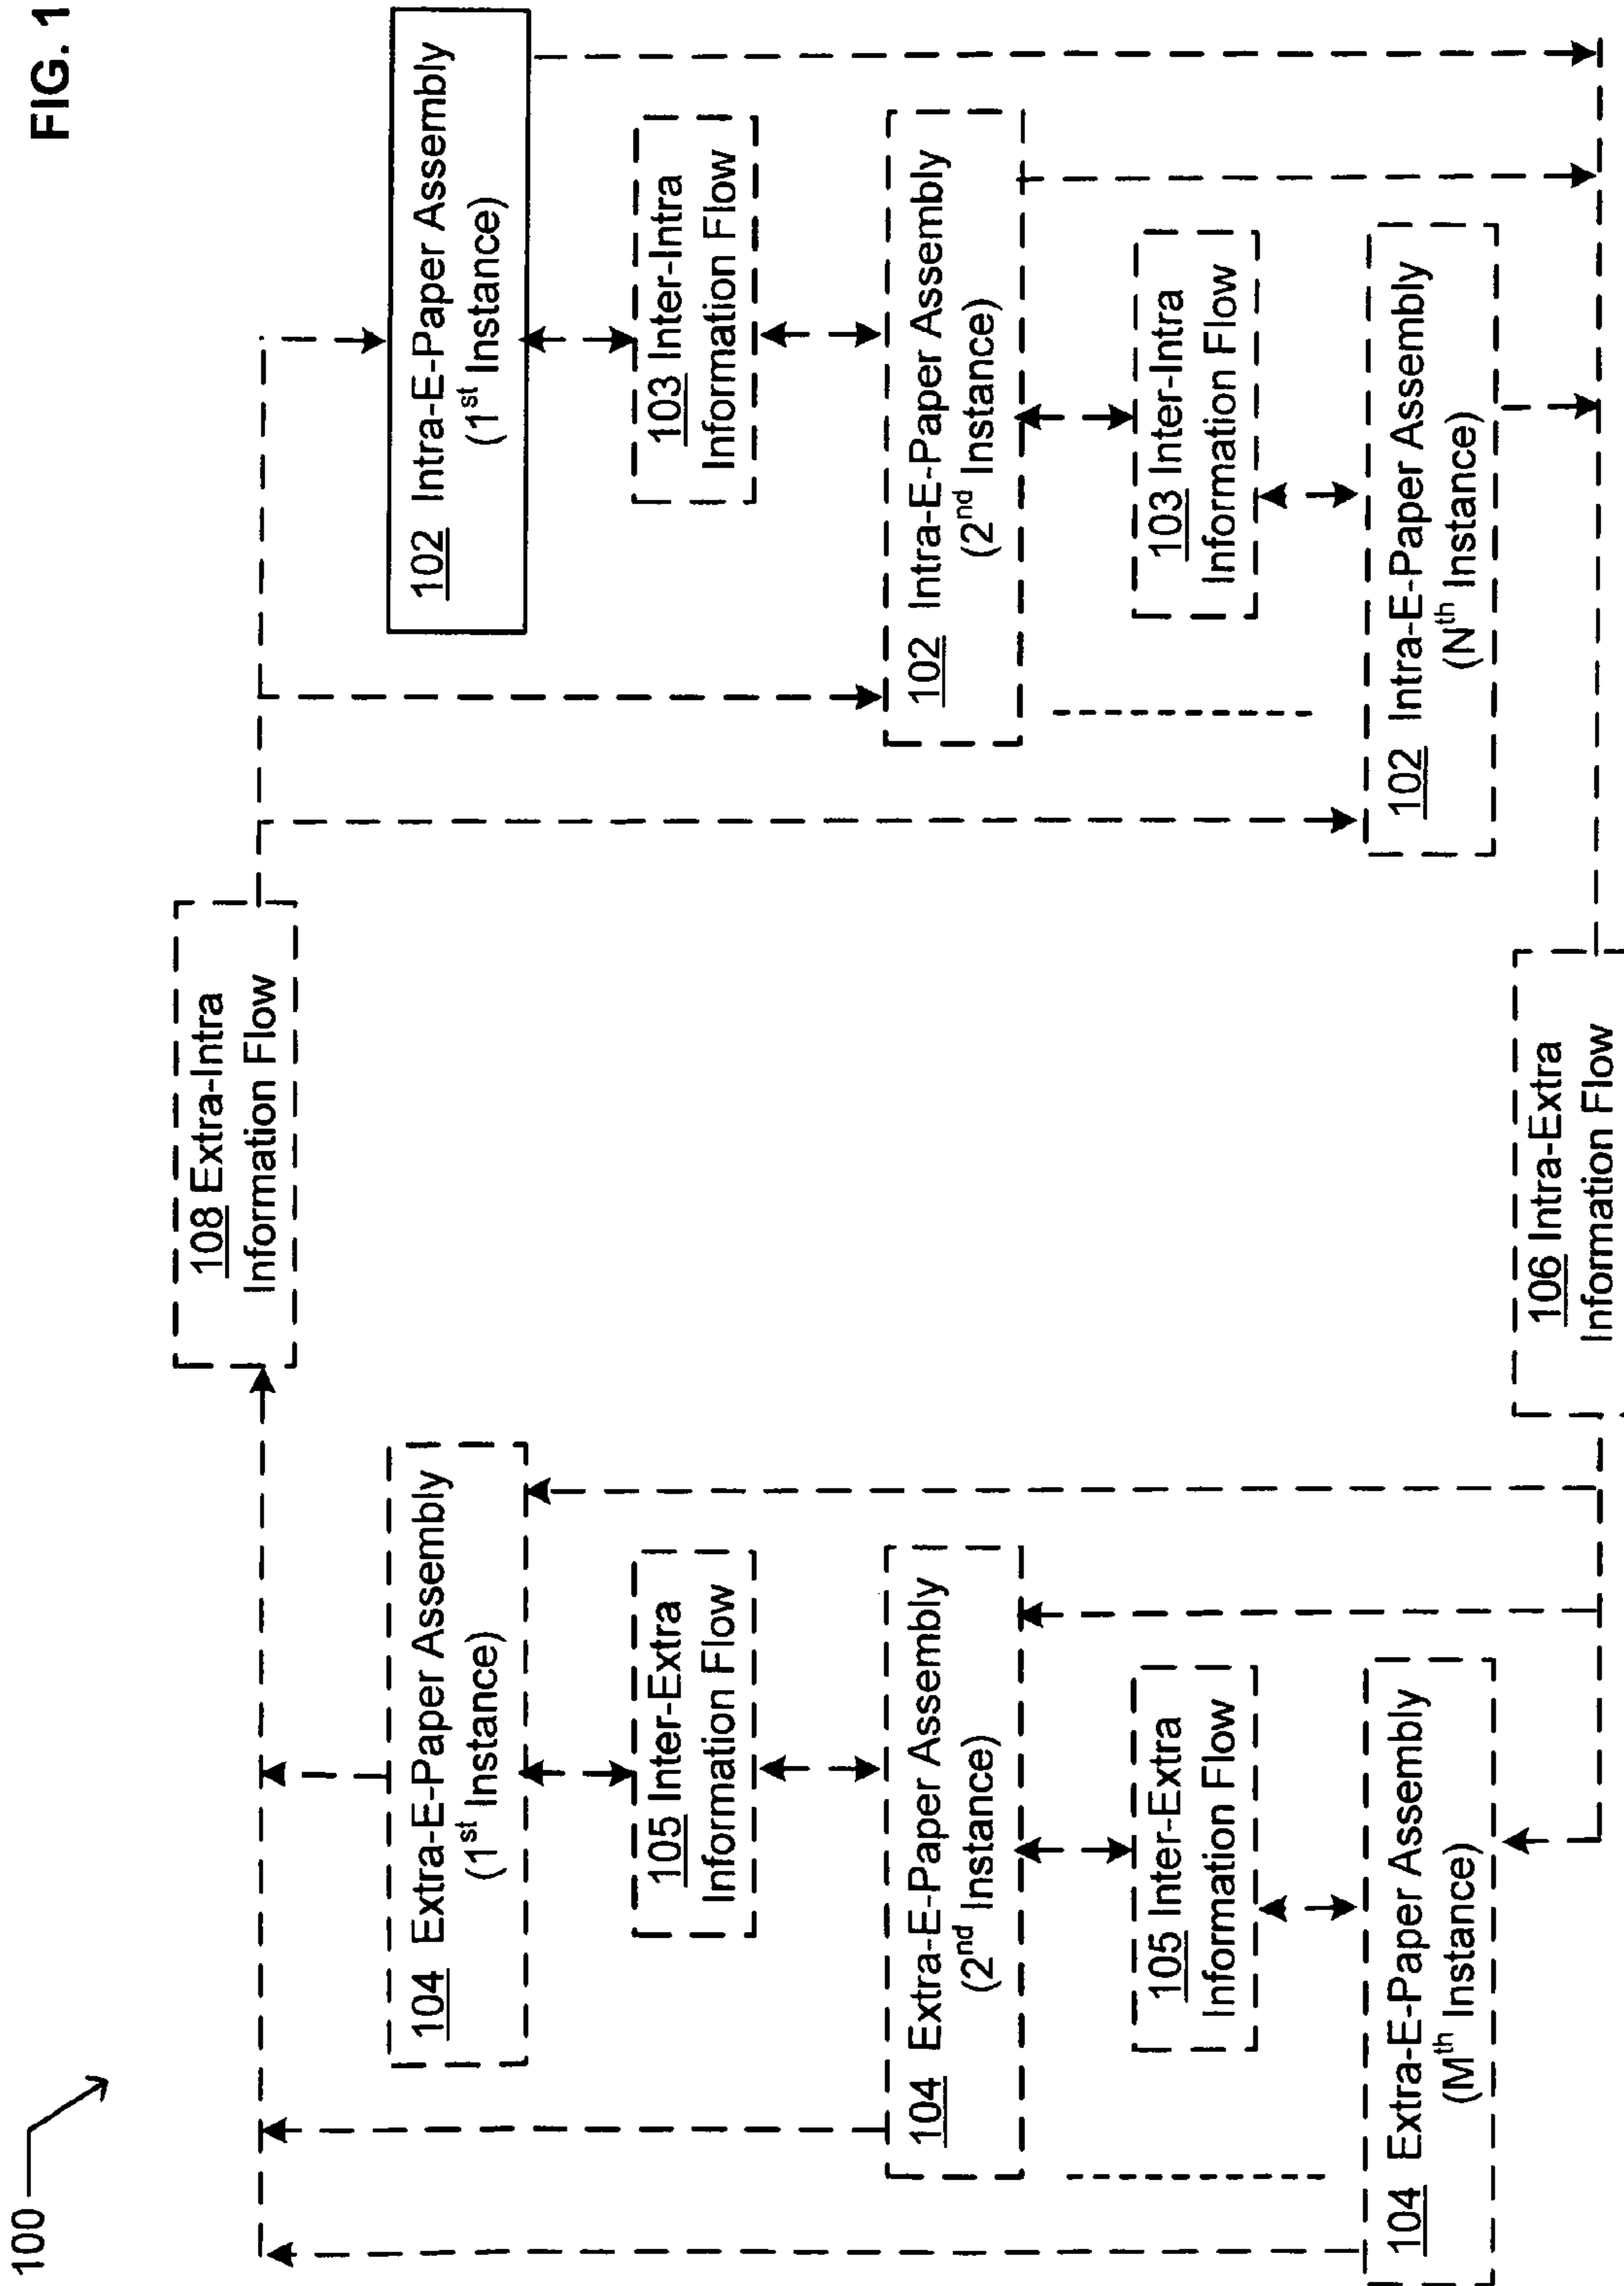 FIG. 1
100
108 Extra-Intra
Information Flow
104 Extra-E-Paper Assembly
(1st Instance)
102 Intra-E-Paper Assembly
(1st Instance)
105 Inter-Extra
Information Flow
103 Inter-Intra
Information Flow
104 Extra-E-Paper Assembly
(2nd Instance)
102 Intra-E-Paper Assembly
(2nd Instance)
105 Inter-Extra
Information Flow
103 Inter-Intra
Information Flow
104 Extra-E-Paper Assembly
(Mth Instance)
102 Intra-E-Paper Assembly
(Nth Instance)
106 Intra-Extra
Information Flow